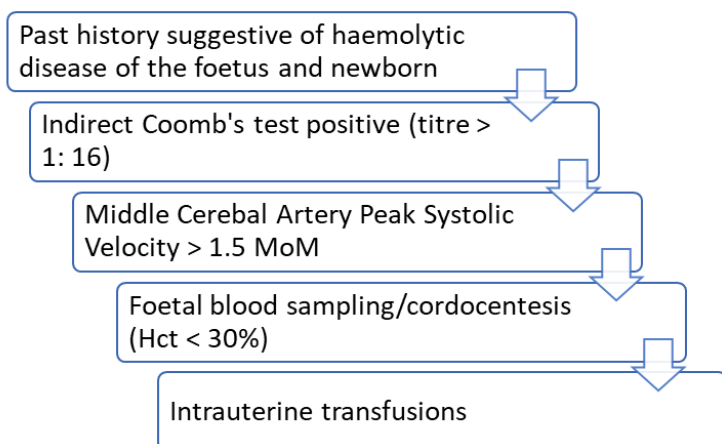 Past history suggestive of haemolytic
disease of the foetus and newborn
Indirect Coomb's test positive (titre >
1: 16)
Middle Cerebal Artery Peak Systolic
Velocity > 1.5 MoM
Foetal blood sampling/cordocentesis
(Hct < 30%)
Intrauterine transfusions